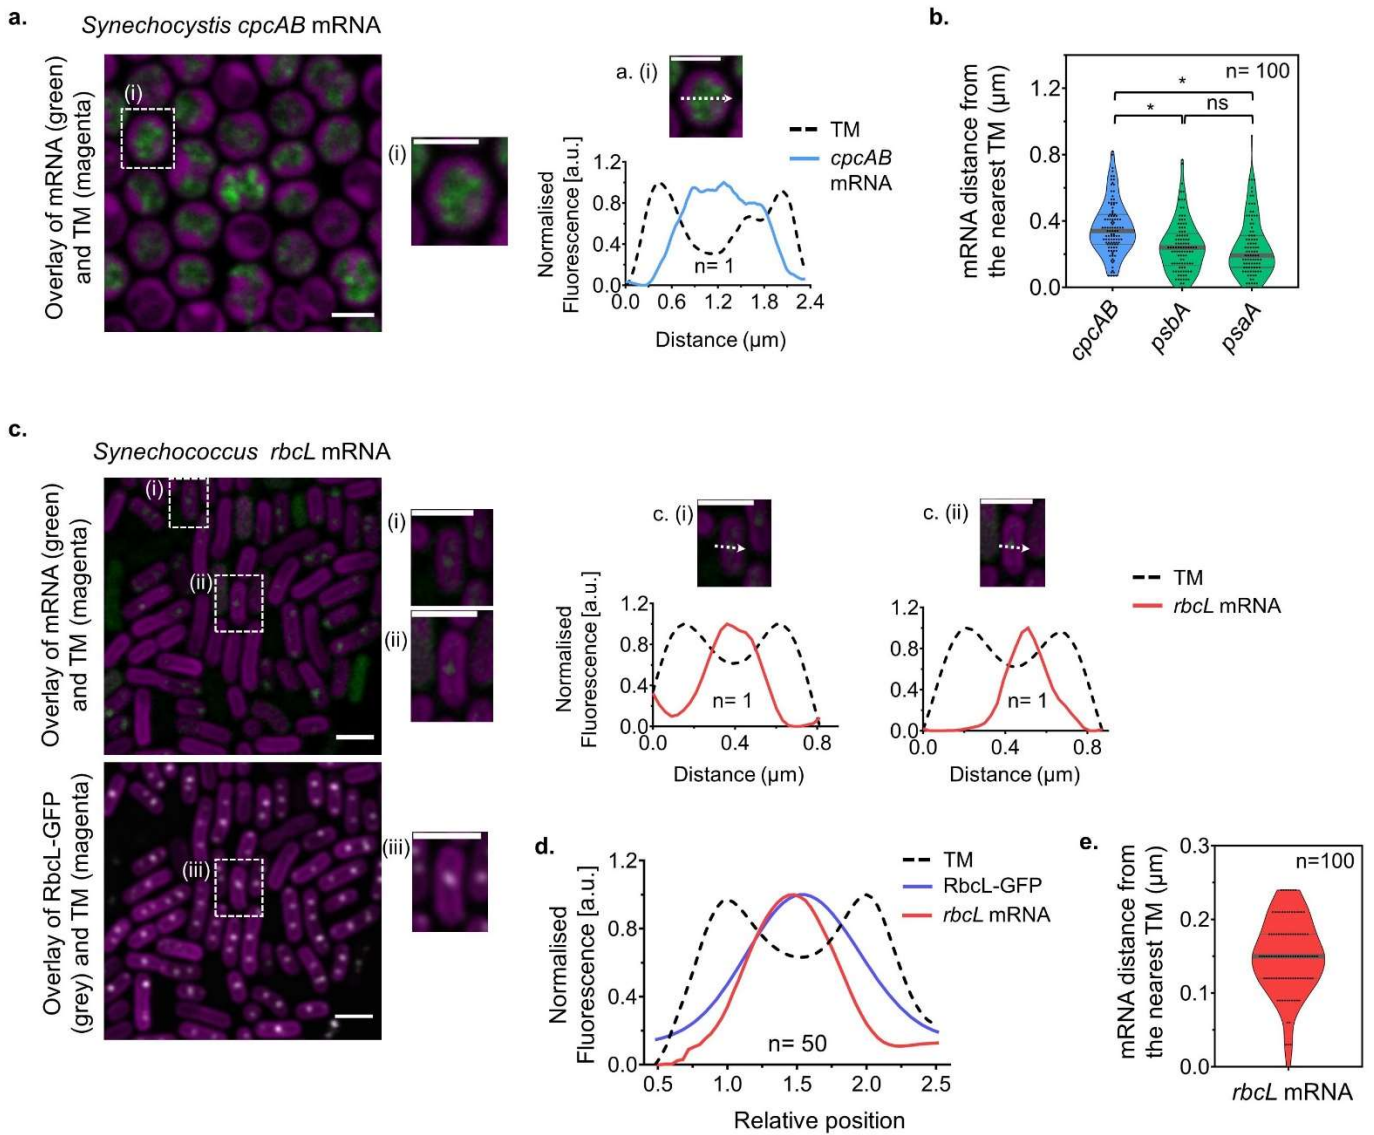 a.
Synechocystis cpcAB mRNA
Overlay of mRNA (green)
and TM (magenta)
(i)
(i)
a. (i)
TM
cpcAB
mRNA
Normalised
Fluorescence [a.u.]
1.2
0.8
0.4
0.0
n= 1
0.0 0.6 1.2 1.8 2.4
Distance (µm)
b.
mRNA distance from
the nearest TM (µm)
1.2
0.8
0.4
0.0
n= 100
*
* ns
cpcAB psbA psaA
c.
Synechococcus rbcL mRNA
Overlay of mRNA (green)
and TM (magenta)
(i)
(ii)
(i)
(ii)
c. (i)
Normalised
Fluorescence [a.u.]
1.2
0.8
0.4
0.0
n= 1
0.0 0.4 0.8
Distance (µm)
c. (ii)
1.2
0.8
0.4
0.0
n= 1
0.0 0.4 0.8
Distance (µm)
TM
rbcL mRNA
Overlay of RbcL-GFP
(grey) and TM (magenta)
(iii)
(iii)
d.
Normalised
Fluorescence [a.u.]
1.2
0.8
0.4
0.0
TM
RbcL-GFP
rbcL mRNA
n= 50
0.5 1.0 1.5 2.0 2.5
Relative position
e.
mRNA distance from
the nearest TM (µm)
0.3
0.2
0.1
0.0
n=100
rbcL mRNA